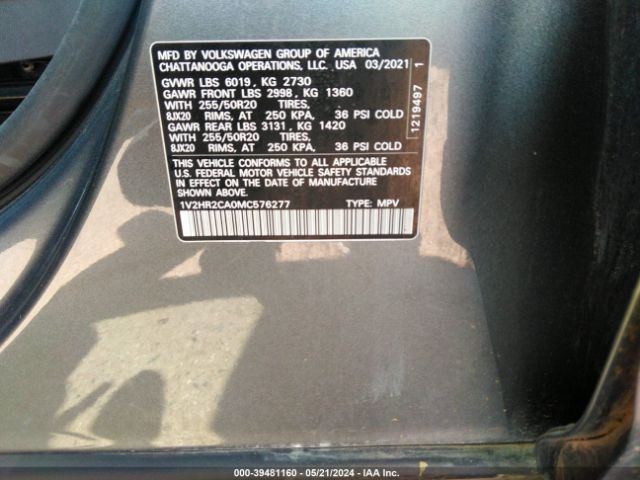 MFD BY VOLKSWAGEN GROUP OF AMERICA
CHATTANOOGA OPERATIONS, LLC. USA 03/2021 1
GVWR LBS 6019 , KG 2730
GAWR FRONT LBS 2998 , KG 1360
WITH 255/50R20 TIRES,
8JX20 RIMS, AT 250 KPA, 36 PSI COLD
GAWR REAR LBS 3131 , KG 1420
WITH 255/50R20 TIRES,
8JX20 RIMS, AT 250 KPA, 36 PSI COLD
1219497
THIS VEHICLE CONFORMS TO ALL APPLICABLE
U.S. FEDERAL MOTOR VEHICLE SAFETY STANDARDS
IN EFFECT ON THE DATE OF MANUFACTURE
SHOWN ABOVE.
1V2HR2CA0MC576277 TYPE: MPV
000-39481160 - 05/21/2024 - IAA Inc.